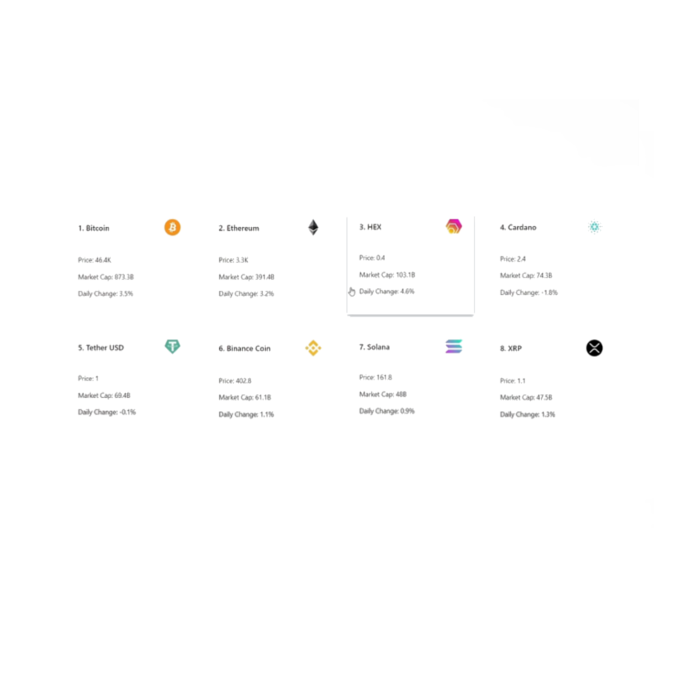 1. Bitcoin
Price: 46.4K
Market Cap: 873.3B
Daily Change: 3.5%
2. Ethereum
Price: 3.3K
Market Cap: 391.4B
Daily Change: 3.2%
3. HEX
Price: 0.4
Market Cap: 103.1B
Daily Change: 4.6%
4. Cardano
Price: 2.4
Market Cap: 74.3B
Daily Change: -1.8%
5. Tether USD
Price: 1
Market Cap: 69.4B
Daily Change: -0.1%
6. Binance Coin
Price: 402.8
Market Cap: 61.1B
Daily Change: 1.1%
7. Solana
Price: 161.8
Market Cap: 48B
Daily Change: 0.9%
8. XRP
Price: 1.1
Market Cap: 47.5B
Daily Change: 1.3%